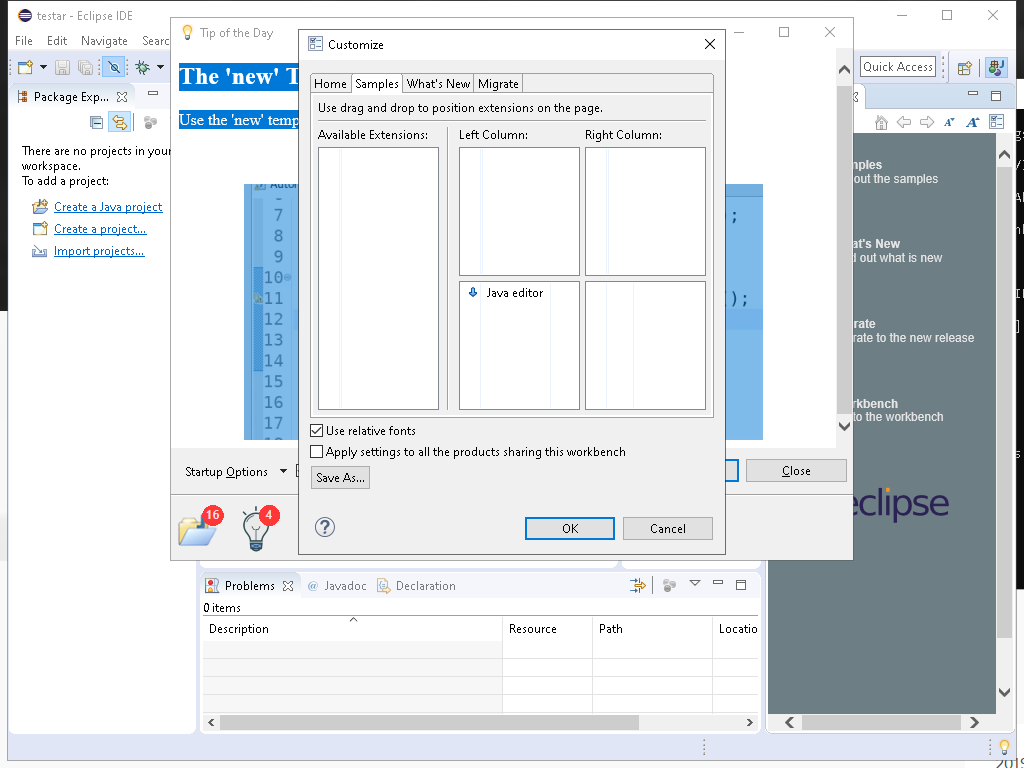 testar - Eclipse IDE
File Edit Navigate Searc
Tip of the Day
Customize
Quick Access
Package Exp...
There are no projects in your
workspace.
To add a project:
Create a Java project
Create a project...
Import projects...
The 'new' T
Use the 'new' temp
7
8
9
10
11
12
13
14
15
16
17
);
);
Home Samples What's New Migrate
Use drag and drop to position extensions on the page.
Available Extensions: Left Column: Right Column:
Java editor
Use relative fonts
Apply settings to all the products sharing this workbench
Save As...
OK Cancel
Startup Options
Close
16
4
mples
out the samples
at's New
d out what is new
rate
rate to the new release
rkbench
to the workbench
eclipse
Problems @ Javadoc Declaration
0 items
Description Resource Path Locatio
2019